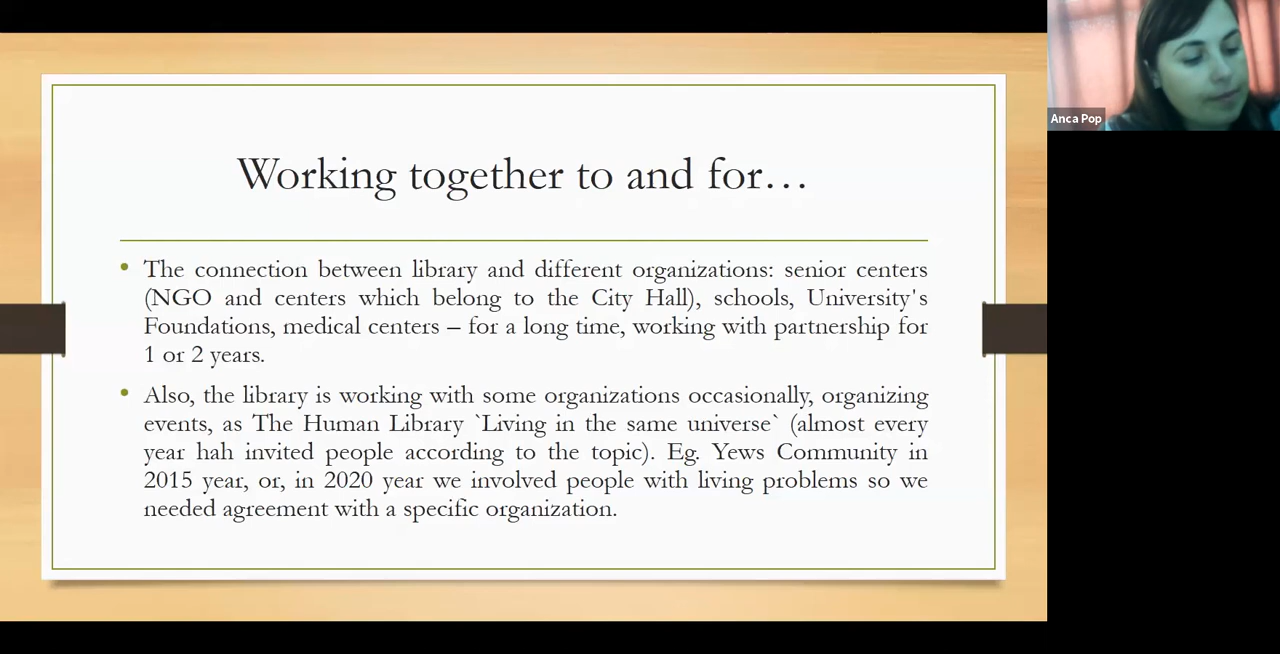 Anca Pop
Working together to and for…
• The connection between library and different organizations: senior centers
(NGO and centers which belong to the City Hall), schools, University's
Foundations, medical centers – for a long time, working with partnership for
1 or 2 years.
• Also, the library is working with some organizations occasionally, organizing
events, as The Human Library `Living in the same universe` (almost every
year hah invited people according to the topic). Eg. Yews Community in
2015 year, or, in 2020 year we involved people with living problems so we
needed agreement with a specific organization.